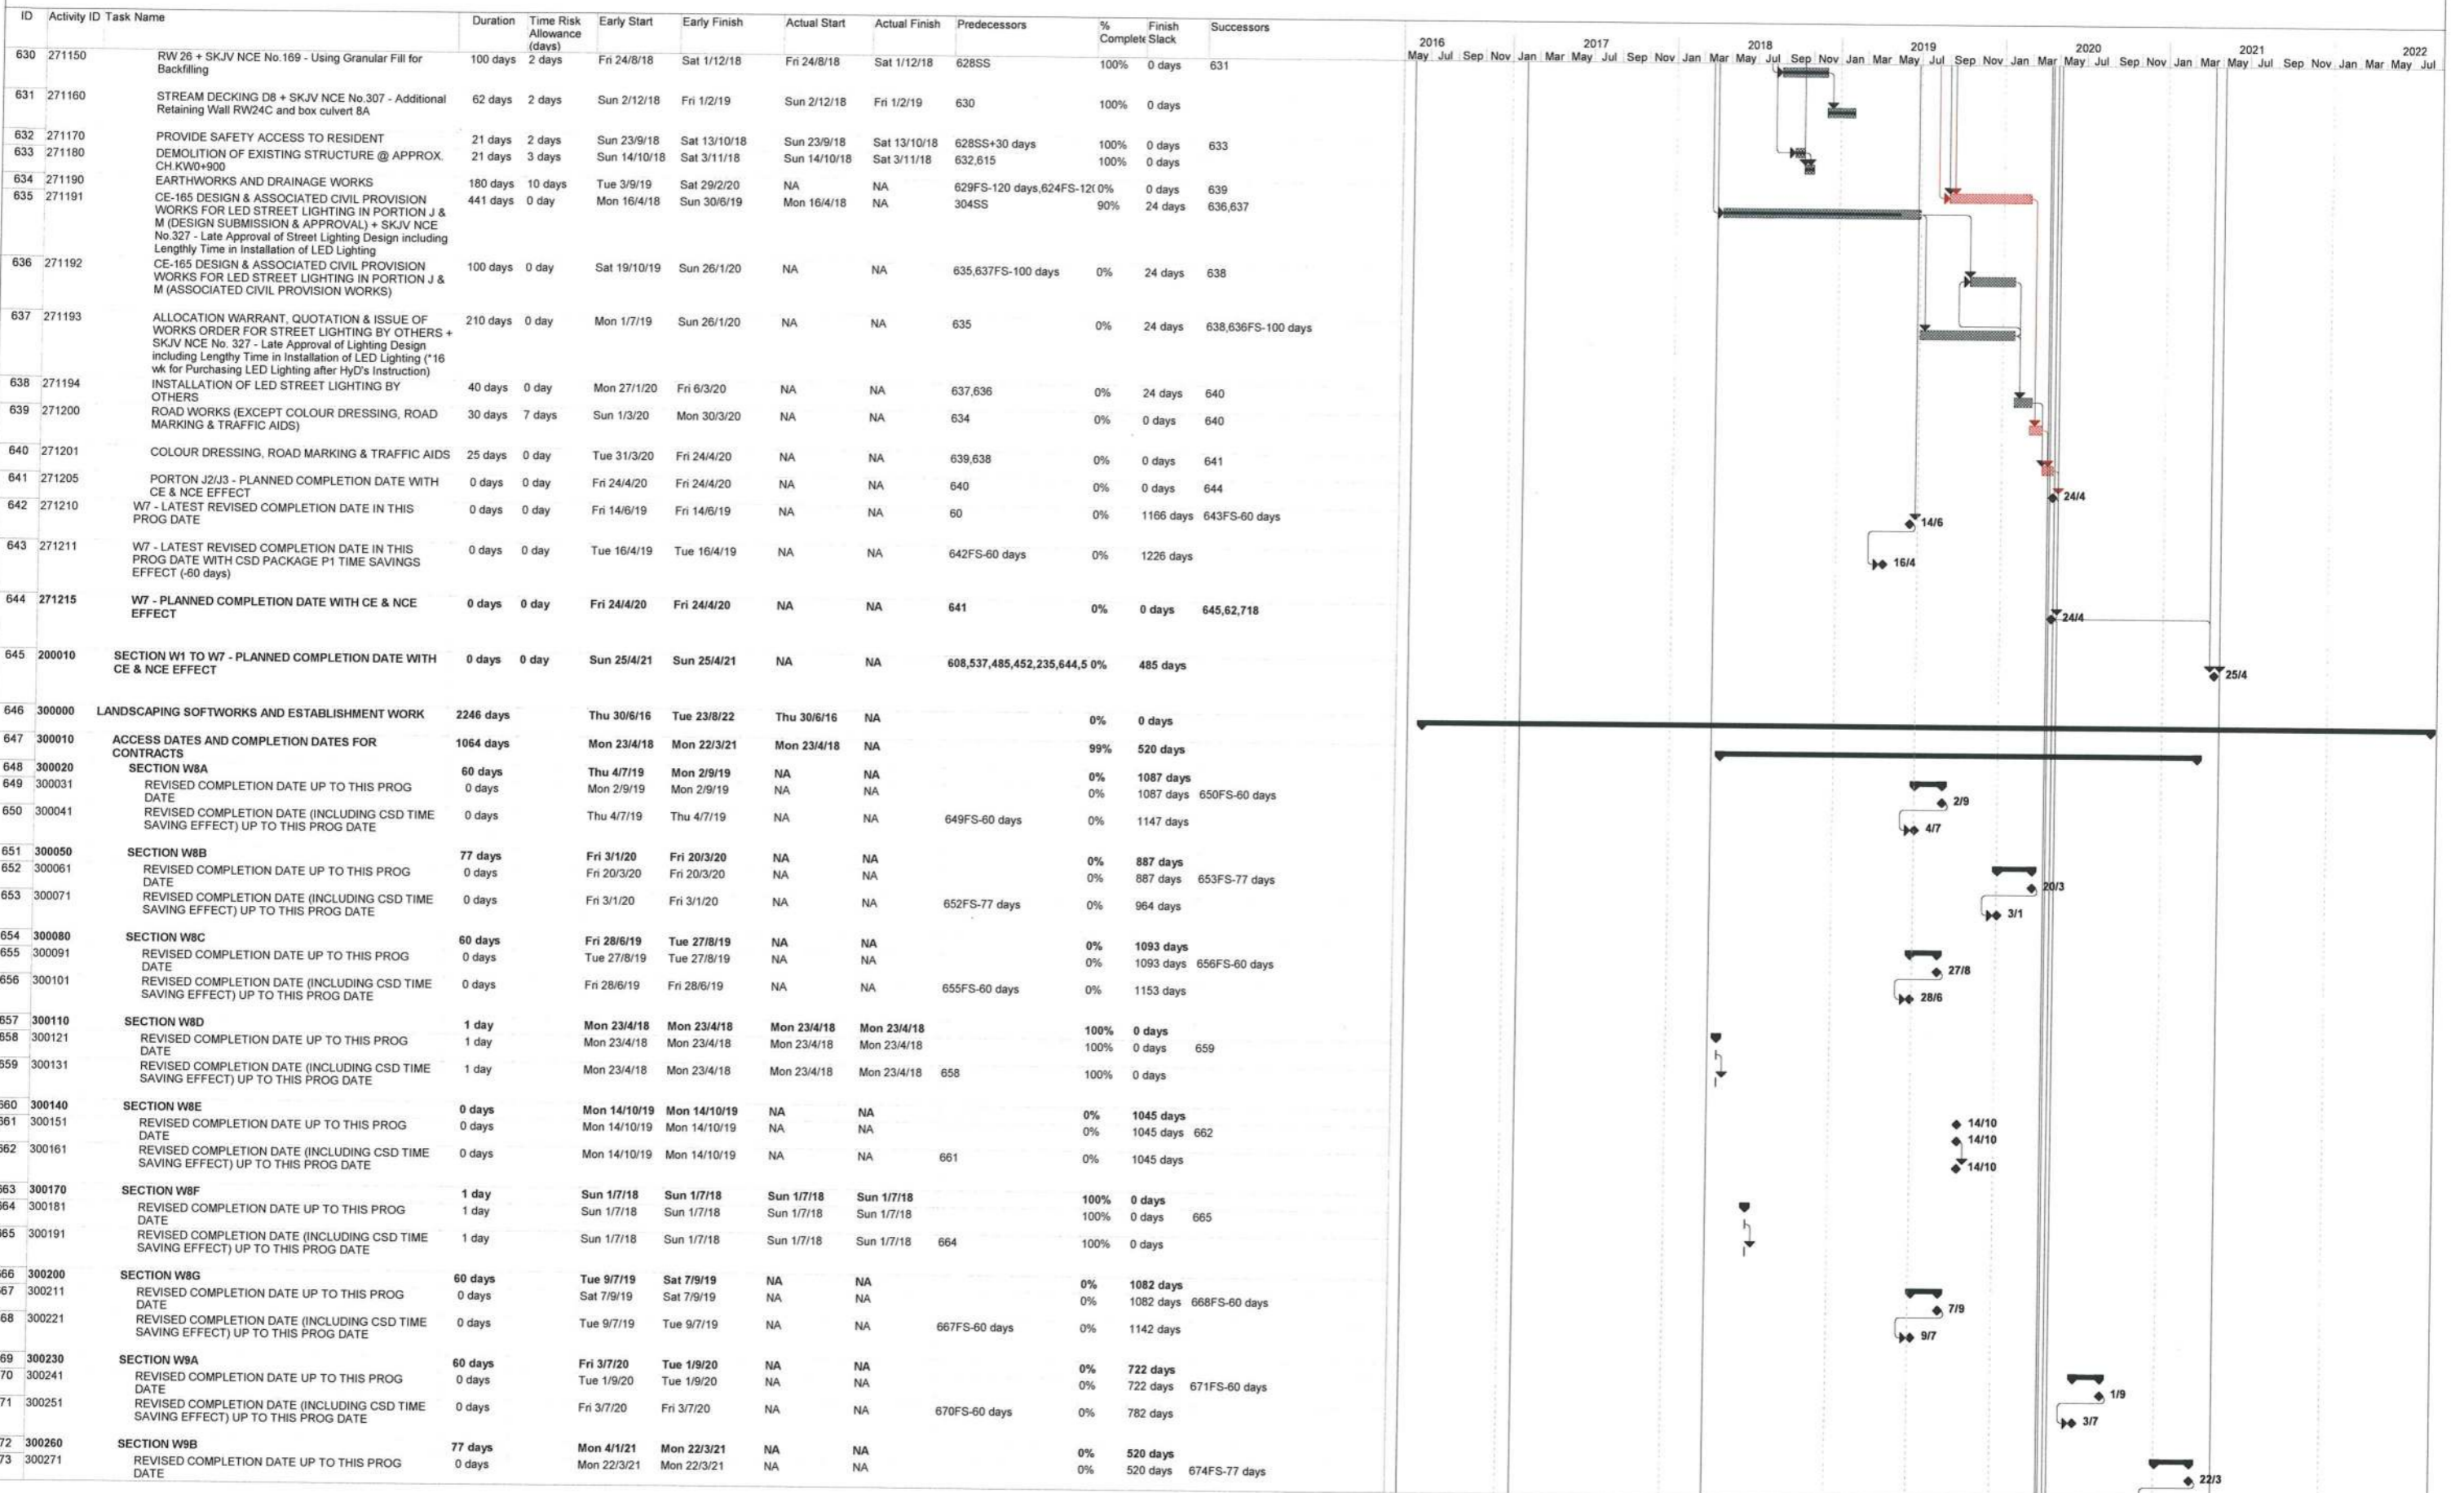 ID Activity ID Task Name Duration Time Risk Allowance (days) Early Start Early Finish Actual Start Actual Finish Predecessors % Complete Finish Slack Successors
2016 2017 2018 2019 2020 2021 2022
May Jul Sep Nov Jan Mar May Jul Sep Nov Jan Mar May Jul Sep Nov Jan Mar May Jul Sep Nov Jan Mar May Jul Sep Nov Jan Mar May Jul Sep Nov Jan Mar May Jul
630 271150 RW 26 + SKJV NCE No.169 - Using Granular Fill for 100 days 2 days Fri 24/8/18 Sat 1/12/18 Fri 24/8/18 Sat 1/12/18 628SS 100% 0 days 631
Backfilling
631 271160 STREAM DECKING D8 + SKJV NCE No.307 - Additional 62 days 2 days Sun 2/12/18 Fri 1/2/19 Sun 2/12/18 Fri 1/2/19 630 100% 0 days
Retaining Wall RW24C and box culvert 8A
632 271170 PROVIDE SAFETY ACCESS TO RESIDENT 21 days 2 days Sun 23/9/18 Sat 13/10/18 Sun 23/9/18 Sat 13/10/18 628SS+30 days 100% 0 days 633
633 271180 DEMOLITION OF EXISTING STRUCTURE @ APPROX. 21 days 3 days Sun 14/10/18 Sat 3/11/18 Sun 14/10/18 Sat 3/11/18 632,615 100% 0 days
CH.KW0+900
634 271190 EARTHWORKS AND DRAINAGE WORKS 180 days 10 days Tue 3/9/19 Sat 29/2/20 NA NA 629FS-120 days,624FS-12( 0% 0 days 639
635 271191 CE-165 DESIGN & ASSOCIATED CIVIL PROVISION 441 days 0 day Mon 16/4/18 Sun 30/6/19 Mon 16/4/18 NA 304SS 90% 24 days 636,637
WORKS FOR LED STREET LIGHTING IN PORTION J &
M (DESIGN SUBMISSION & APPROVAL) + SKJV NCE
No.327 - Late Approval of Street Lighting Design including
Lengthly Time in Installation of LED Lighting
636 271192 CE-165 DESIGN & ASSOCIATED CIVIL PROVISION 100 days 0 day Sat 19/10/19 Sun 26/1/20 NA NA 635,637FS-100 days 0% 24 days 638
WORKS FOR LED STREET LIGHTING IN PORTION J &
M (ASSOCIATED CIVIL PROVISION WORKS)
637 271193 ALLOCATION WARRANT, QUOTATION & ISSUE OF 210 days 0 day Mon 1/7/19 Sun 26/1/20 NA NA 635 0% 24 days 638,636FS-100 days
WORKS ORDER FOR STREET LIGHTING BY OTHERS +
SKJV NCE No. 327 - Late Approval of Lighting Design
including Lengthy Time in Installation of LED Lighting (*16
wk for Purchasing LED Lighting after HyD's Instruction)
638 271194 INSTALLATION OF LED STREET LIGHTING BY 40 days 0 day Mon 27/1/20 Fri 6/3/20 NA NA 637,636 0% 24 days 640
OTHERS
639 271200 ROAD WORKS (EXCEPT COLOUR DRESSING, ROAD 30 days 7 days Sun 1/3/20 Mon 30/3/20 NA NA 634 0% 0 days 640
MARKING & TRAFFIC AIDS)
640 271201 COLOUR DRESSING, ROAD MARKING & TRAFFIC AIDS 25 days 0 day Tue 31/3/20 Fri 24/4/20 NA NA 639,638 0% 0 days 641
641 271205 PORTON J2/J3 - PLANNED COMPLETION DATE WITH 0 days 0 day Fri 24/4/20 Fri 24/4/20 NA NA 640 0% 0 days 644 24/4
CE & NCE EFFECT
642 271210 W7 - LATEST REVISED COMPLETION DATE IN THIS 0 days 0 day Fri 14/6/19 Fri 14/6/19 NA NA 60 0% 1166 days 643FS-60 days 14/6
PROG DATE
643 271211 W7 - LATEST REVISED COMPLETION DATE IN THIS 0 days 0 day Tue 16/4/19 Tue 16/4/19 NA NA 642FS-60 days 0% 1226 days 16/4
PROG DATE WITH CSD PACKAGE P1 TIME SAVINGS
EFFECT (-60 days)
644 271215 W7 - PLANNED COMPLETION DATE WITH CE & NCE 0 days 0 day Fri 24/4/20 Fri 24/4/20 NA NA 641 0% 0 days 645,62,718 24/4
EFFECT
645 200010 SECTION W1 TO W7 - PLANNED COMPLETION DATE WITH 0 days 0 day Sun 25/4/21 Sun 25/4/21 NA NA 608,537,485,452,235,644,5 0% 485 days 25/4
CE & NCE EFFECT
646 300000 LANDSCAPING SOFTWORKS AND ESTABLISHMENT WORK 2246 days Thu 30/6/16 Tue 23/8/22 Thu 30/6/16 NA 0% 0 days
647 300010 ACCESS DATES AND COMPLETION DATES FOR 1064 days Mon 23/4/18 Mon 22/3/21 Mon 23/4/18 NA 99% 520 days
CONTRACTS
648 300020 SECTION W8A 60 days Thu 4/7/19 Mon 2/9/19 NA NA 0% 1087 days
649 300031 REVISED COMPLETION DATE UP TO THIS PROG 0 days Mon 2/9/19 Mon 2/9/19 NA NA 0% 1087 days 650FS-60 days 2/9
DATE
650 300041 REVISED COMPLETION DATE (INCLUDING CSD TIME 0 days Thu 4/7/19 Thu 4/7/19 NA NA 649FS-60 days 0% 1147 days 4/7
SAVING EFFECT) UP TO THIS PROG DATE
651 300050 SECTION W8B 77 days Fri 3/1/20 Fri 20/3/20 NA NA 0% 887 days
652 300061 REVISED COMPLETION DATE UP TO THIS PROG 0 days Fri 20/3/20 Fri 20/3/20 NA NA 0% 887 days 653FS-77 days 20/3
DATE
653 300071 REVISED COMPLETION DATE (INCLUDING CSD TIME 0 days Fri 3/1/20 Fri 3/1/20 NA NA 652FS-77 days 0% 964 days 3/1
SAVING EFFECT) UP TO THIS PROG DATE
654 300080 SECTION W8C 60 days Fri 28/6/19 Tue 27/8/19 NA NA 0% 1093 days
655 300091 REVISED COMPLETION DATE UP TO THIS PROG 0 days Tue 27/8/19 Tue 27/8/19 NA NA 0% 1093 days 656FS-60 days 27/8
DATE
656 300101 REVISED COMPLETION DATE (INCLUDING CSD TIME 0 days Fri 28/6/19 Fri 28/6/19 NA NA 655FS-60 days 0% 1153 days 28/6
SAVING EFFECT) UP TO THIS PROG DATE
657 300110 SECTION W8D 1 day Mon 23/4/18 Mon 23/4/18 Mon 23/4/18 Mon 23/4/18 100% 0 days
658 300121 REVISED COMPLETION DATE UP TO THIS PROG 1 day Mon 23/4/18 Mon 23/4/18 Mon 23/4/18 Mon 23/4/18 100% 0 days 659
DATE
659 300131 REVISED COMPLETION DATE (INCLUDING CSD TIME 1 day Mon 23/4/18 Mon 23/4/18 Mon 23/4/18 Mon 23/4/18 658 100% 0 days
SAVING EFFECT) UP TO THIS PROG DATE
660 300140 SECTION W8E 0 days Mon 14/10/19 Mon 14/10/19 NA NA 0% 1045 days 14/10
661 300151 REVISED COMPLETION DATE UP TO THIS PROG 0 days Mon 14/10/19 Mon 14/10/19 NA NA 0% 1045 days 662 14/10
DATE
662 300161 REVISED COMPLETION DATE (INCLUDING CSD TIME 0 days Mon 14/10/19 Mon 14/10/19 NA NA 661 0% 1045 days 14/10
SAVING EFFECT) UP TO THIS PROG DATE
663 300170 SECTION W8F 1 day Sun 1/7/18 Sun 1/7/18 Sun 1/7/18 Sun 1/7/18 100% 0 days
664 300181 REVISED COMPLETION DATE UP TO THIS PROG 1 day Sun 1/7/18 Sun 1/7/18 Sun 1/7/18 Sun 1/7/18 100% 0 days 665
DATE
665 300191 REVISED COMPLETION DATE (INCLUDING CSD TIME 1 day Sun 1/7/18 Sun 1/7/18 Sun 1/7/18 Sun 1/7/18 664 100% 0 days
SAVING EFFECT) UP TO THIS PROG DATE
66 300200 SECTION W8G 60 days Tue 9/7/19 Sat 7/9/19 NA NA 0% 1082 days
67 300211 REVISED COMPLETION DATE UP TO THIS PROG 0 days Sat 7/9/19 Sat 7/9/19 NA NA 0% 1082 days 668FS-60 days 7/9
DATE
68 300221 REVISED COMPLETION DATE (INCLUDING CSD TIME 0 days Tue 9/7/19 Tue 9/7/19 NA NA 667FS-60 days 0% 1142 days 9/7
SAVING EFFECT) UP TO THIS PROG DATE
69 300230 SECTION W9A 60 days Fri 3/7/20 Tue 1/9/20 NA NA 0% 722 days
70 300241 REVISED COMPLETION DATE UP TO THIS PROG 0 days Tue 1/9/20 Tue 1/9/20 NA NA 0% 722 days 671FS-60 days 1/9
DATE
71 300251 REVISED COMPLETION DATE (INCLUDING CSD TIME 0 days Fri 3/7/20 Fri 3/7/20 NA NA 670FS-60 days 0% 782 days 3/7
SAVING EFFECT) UP TO THIS PROG DATE
72 300260 SECTION W9B 77 days Mon 4/1/21 Mon 22/3/21 NA NA 0% 520 days
73 300271 REVISED COMPLETION DATE UP TO THIS PROG 0 days Mon 22/3/21 Mon 22/3/21 NA NA 0% 520 days 674FS-77 days 22/3
DATE